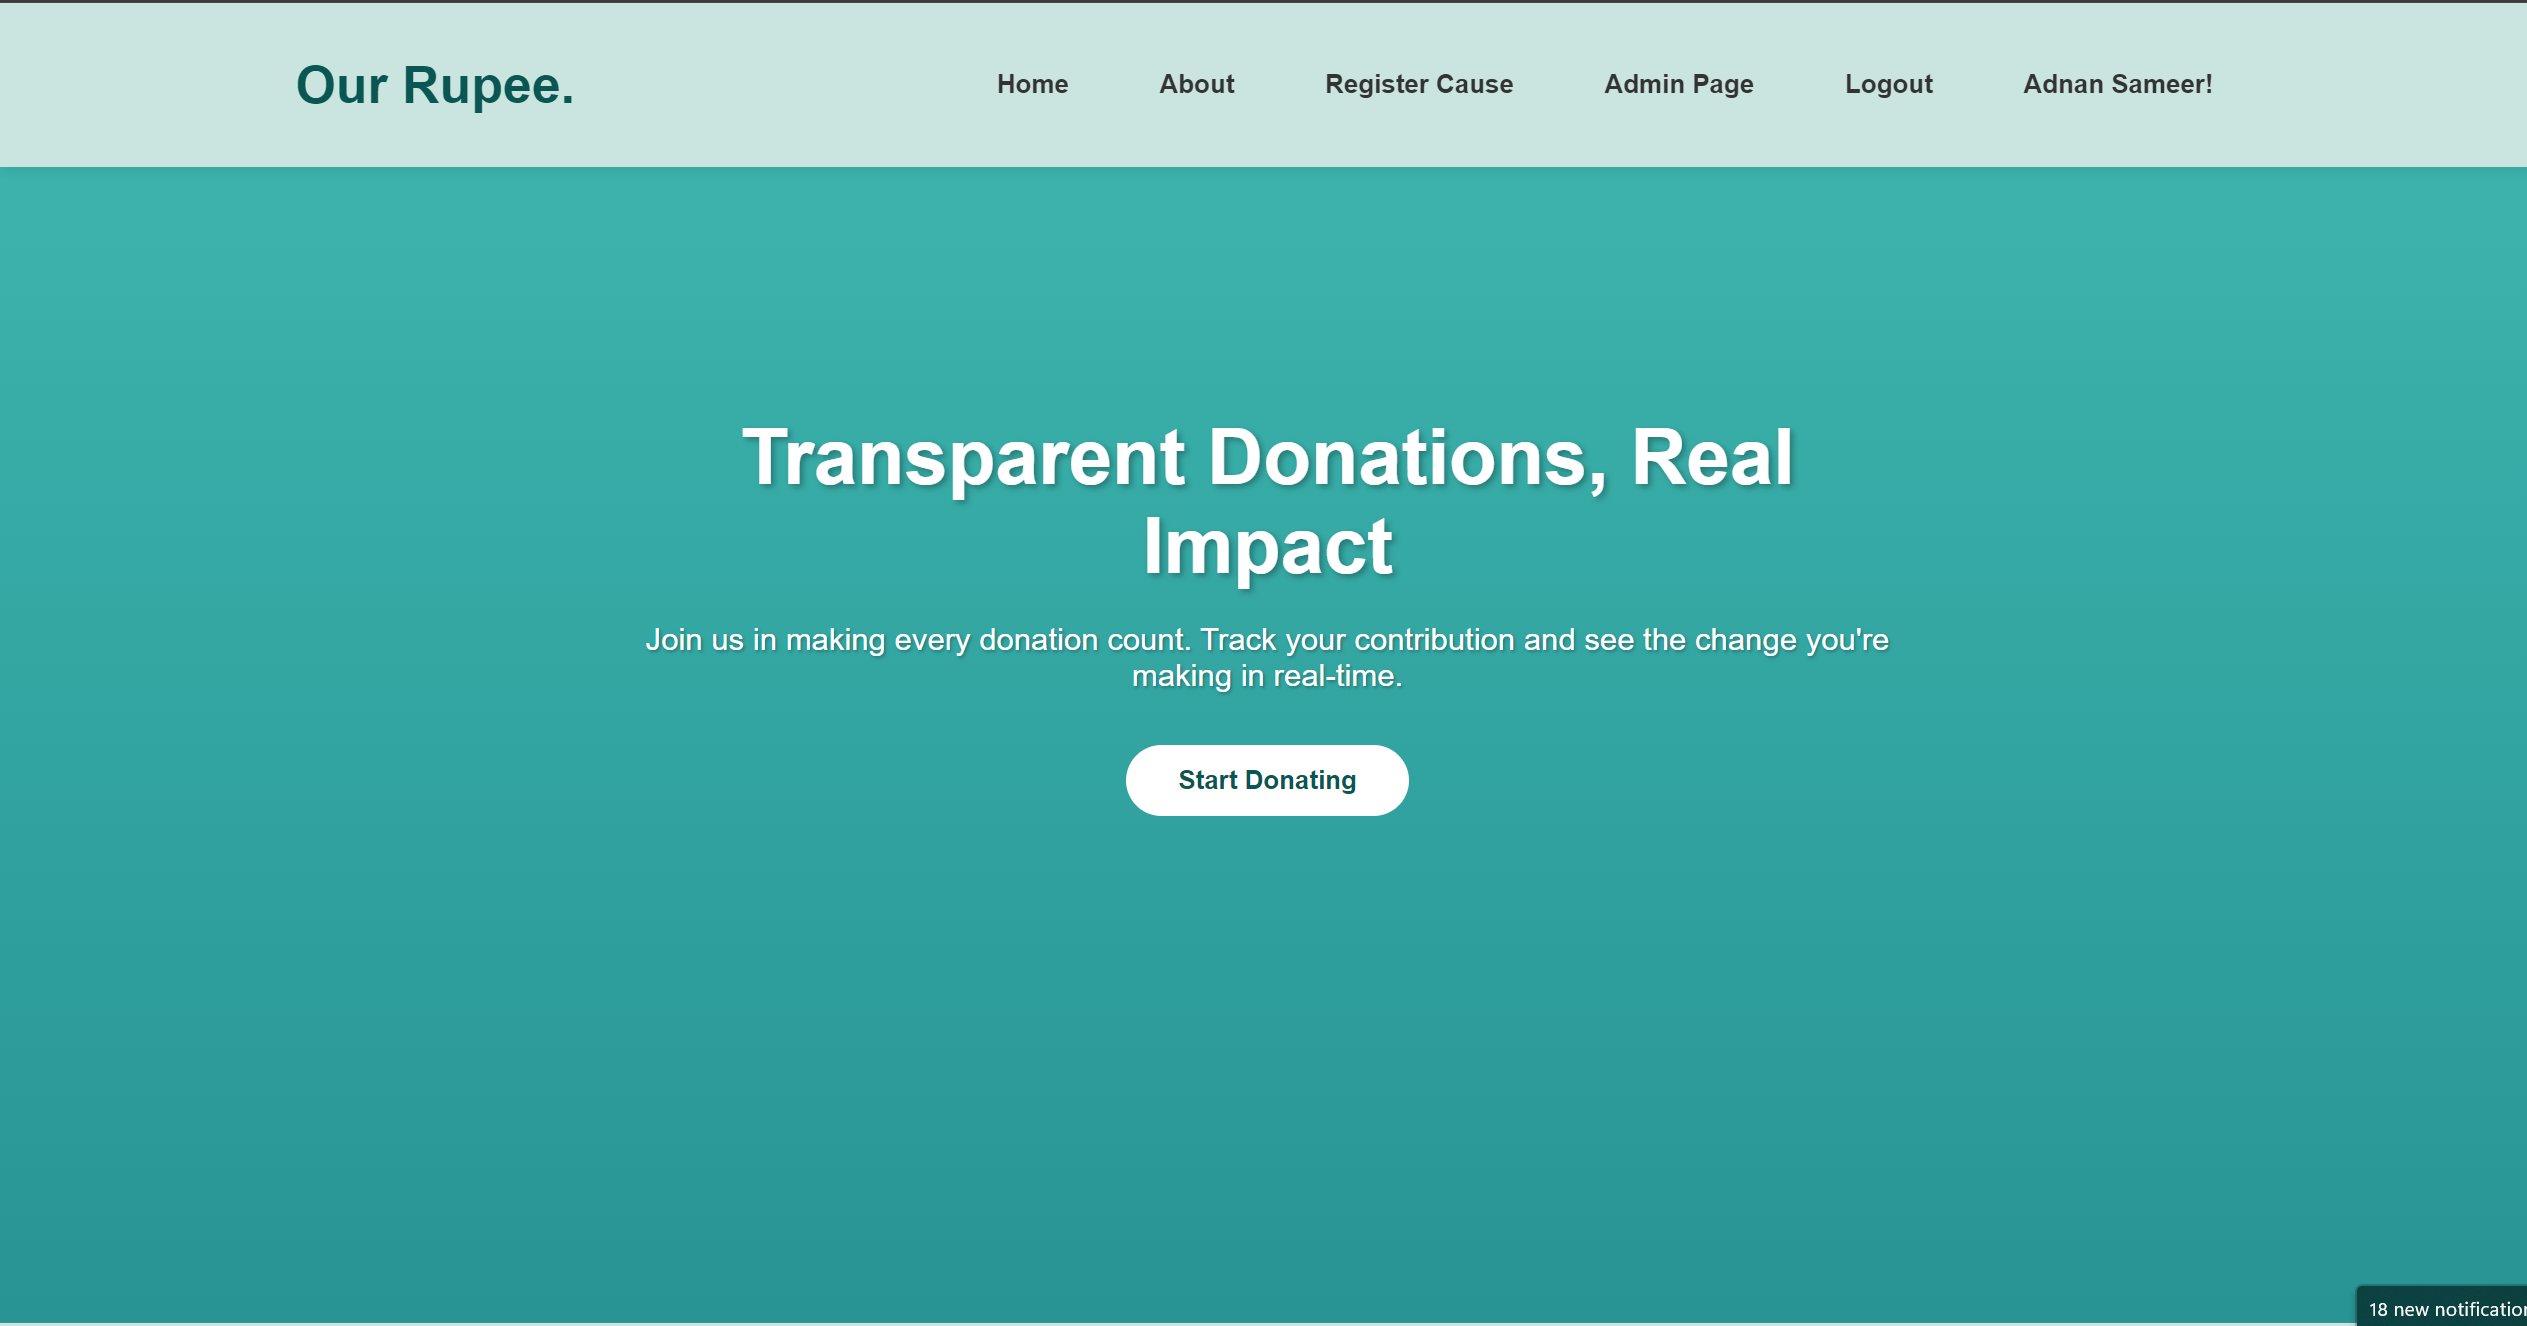 Our Rupee.
Home About Register Cause Admin Page Logout Adnan Sameer!
Transparent Donations, Real
Impact
Join us in making every donation count. Track your contribution and see the change you're
making in real-time.
Start Donating
18 new